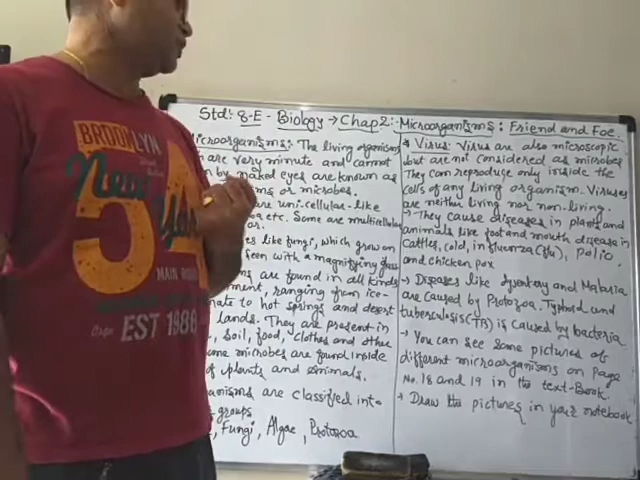 Std: 8-E - Biology → Chap 2: Microorganisms: Friend and Foe.
Microorganisms: The living organisms
are very minute and cannot
by naked eyes are known as
or microbes.
are uni-cellular-like
etc. Some are multicellular
like fungi, which grow on
seen with a magnifying glass
are found in all kinds
ranging from ice-
to hot springs and desert
lands. They are present in
soil, food, clothes and other
some microbes are found inside
of plants and animals.
are classified into
groups
Fungi, Algae, Protozoa
Virus: Virus are also microscopic
but are not considered as microbes
They can reproduce only inside the
cells of any living organism. Viruses
are neither living nor non-living.
→ They cause diseases in plants and
animals like foot and mouth disease in
Cattles, cold, influenza (flu), Polio
and chicken pox
→ Diseases like dysentry and Malaria
are caused by Protozoa. Typhoid and
tuberculosis (TB) is caused by bacteria.
→ You can see some pictures of
different microorganisms on page
No. 18 and 19 in the text-Book.
→ Draw the pictures in your notebook.
BROOKLYN
New York
50
MAIN
EST 1986